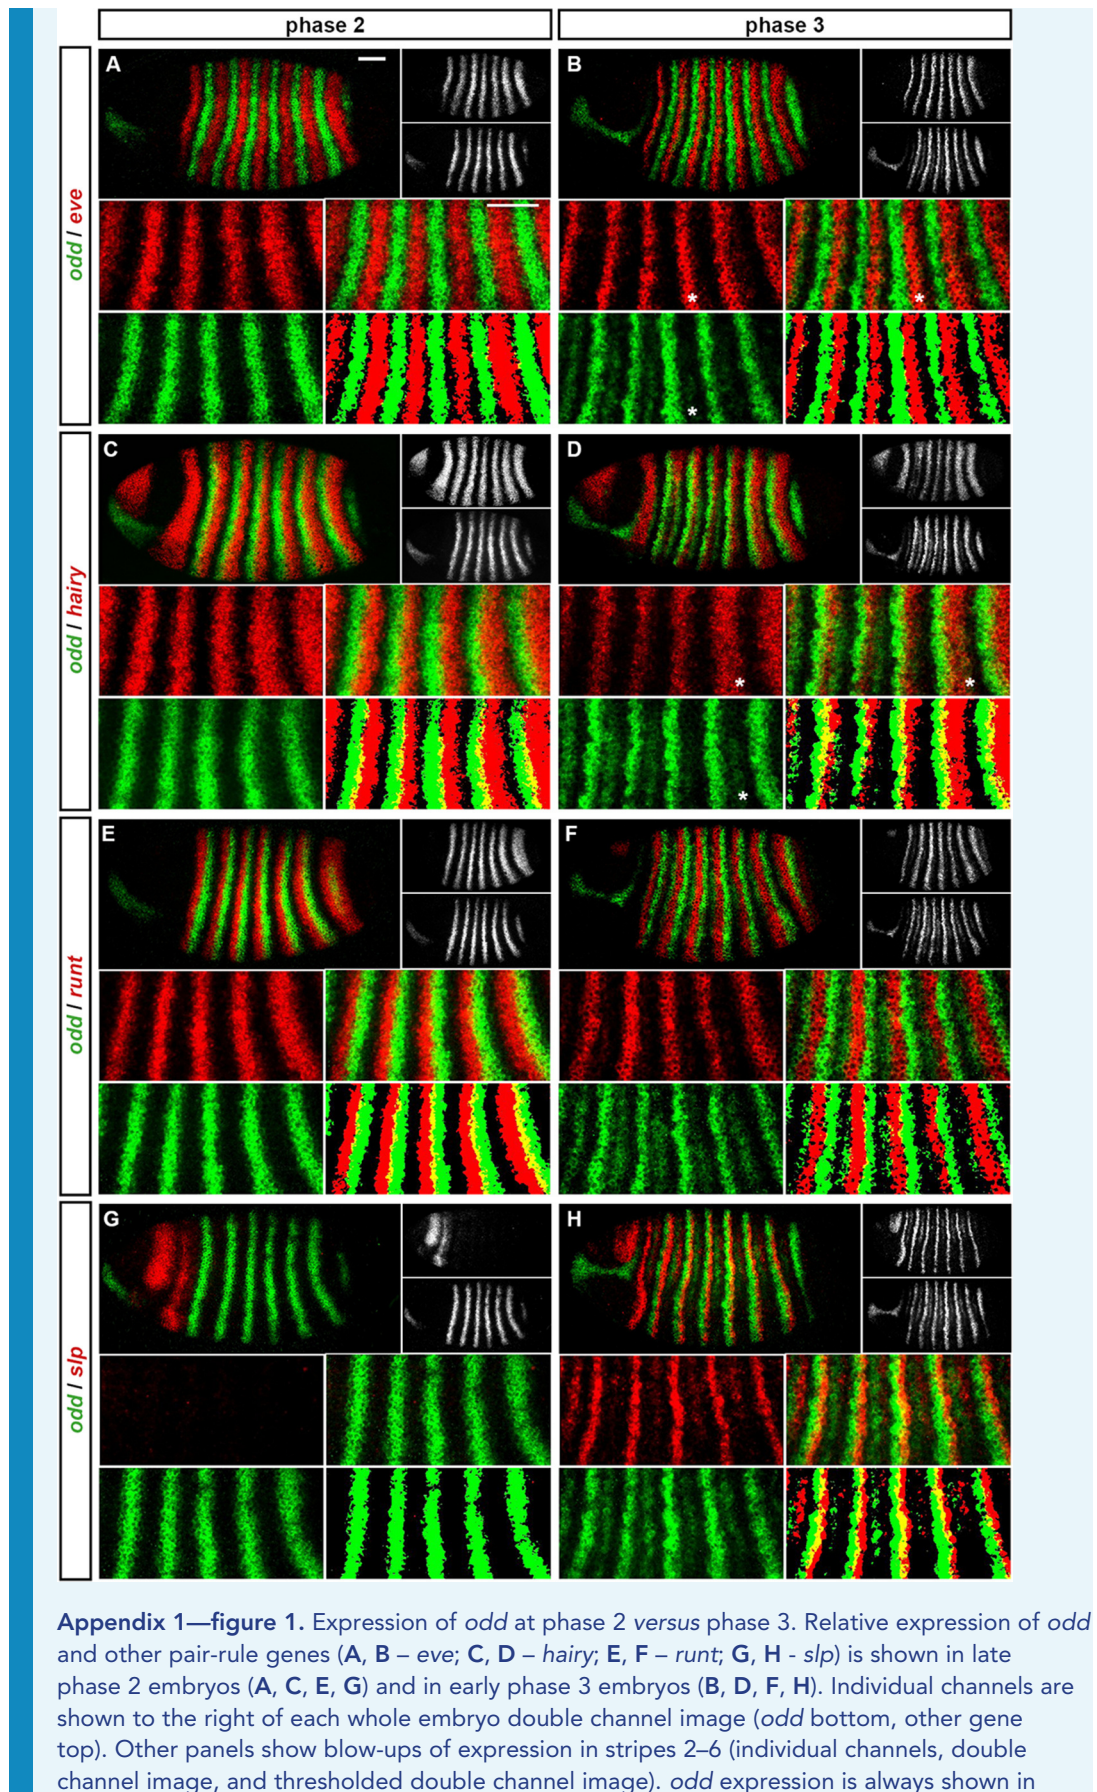 phase 2
phase 3
odd / eve
A
B
*
*
*
odd / hairy
C
D
*
*
*
odd / runt
E
F
odd / slp
G
H
Appendix 1—figure 1. Expression of odd at phase 2 versus phase 3. Relative expression of odd
and other pair-rule genes (A, B – eve; C, D – hairy; E, F – runt; G, H - slp) is shown in late
phase 2 embryos (A, C, E, G) and in early phase 3 embryos (B, D, F, H). Individual channels are
shown to the right of each whole embryo double channel image (odd bottom, other gene
top). Other panels show blow-ups of expression in stripes 2–6 (individual channels, double
channel image, and thresholded double channel image). odd expression is always shown in